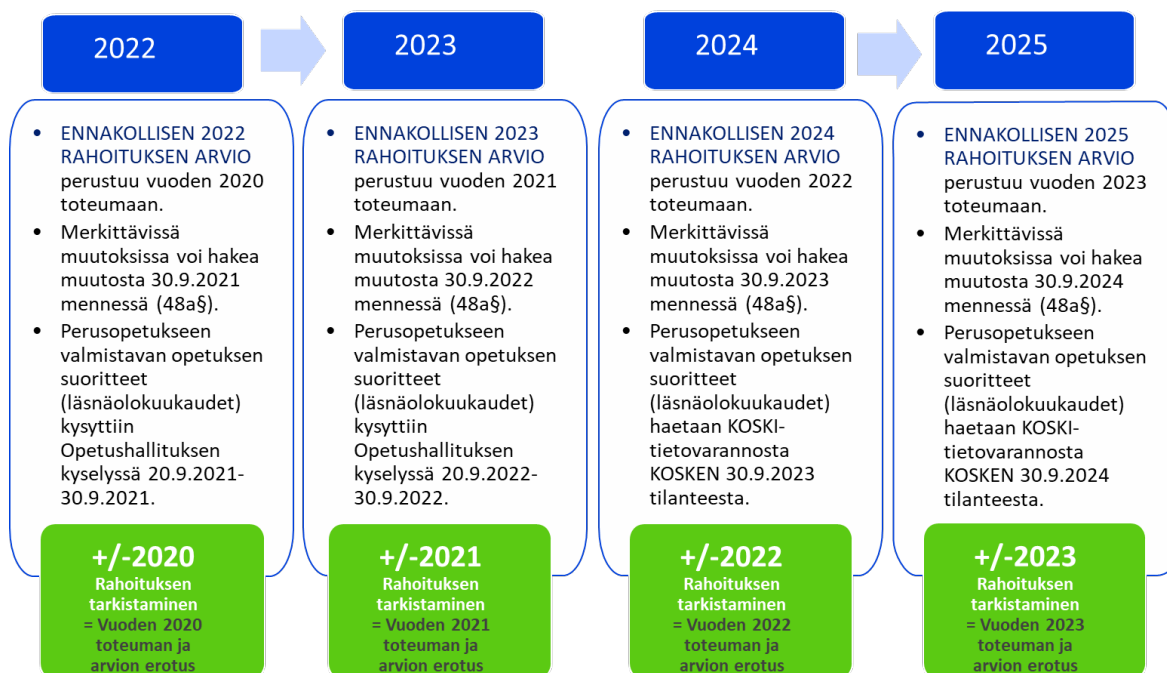 2022
ENNAKOLLISEN 2022
RAHOITUKSEN ARVIO
perustuu vuoden 2020
toteumaan.
Merkittävissä
muutoksissa voi hakea
muutosta 30.9.2021
mennessä (48a§).
Perusopetukseen
valmistavan opetuksen
suoritteet
(läsnäolokuukaudet)
kysyttiin
Opetushallituksen
kyselyssä 20.9.2021-
30.9.2021.
+/-2020
Rahoituksen
tarkistaminen
= Vuoden 2020
toteuman ja
arvion erotus
2023
ENNAKOLLISEN 2023
RAHOITUKSEN ARVIO
perustuu vuoden 2021
toteumaan.
Merkittävissä
muutoksissa voi hakea
muutosta 30.9.2022
mennessä (48a§).
Perusopetukseen
valmistavan opetuksen
suoritteet
(läsnäolokuukaudet)
kysyttiin
Opetushallituksen
kyselyssä 20.9.2022-
30.9.2022.
+/-2021
Rahoituksen
tarkistaminen
= Vuoden 2021
toteuman ja
arvion erotus
2024
ENNAKOLLISEN 2024
RAHOITUKSEN ARVIO
perustuu vuoden 2022
toteumaan.
Merkittävissä
muutoksissa voi hakea
muutosta 30.9.2023
mennessä (48a§).
Perusopetukseen
valmistavan opetuksen
suoritteet
(läsnäolokuukaudet)
haetaan KOSKI-
tietovarannosta
KOSKEN 30.9.2023
tilanteesta.
+/-2022
Rahoituksen
tarkistaminen
= Vuoden 2022
toteuman ja
arvion erotus
2025
ENNAKOLLISEN 2025
RAHOITUKSEN ARVIO
perustuu vuoden 2023
toteumaan.
Merkittävissä
muutoksissa voi hakea
muutosta 30.9.2024
mennessä (48a§).
Perusopetukseen
valmistavan opetuksen
suoritteet
(läsnäolokuukaudet)
haetaan KOSKI-
tietovarannosta
KOSKEN 30.9.2024
tilanteesta.
+/-2023
Rahoituksen
tarkistaminen
= Vuoden 2023
toteuman ja
arvion erotus